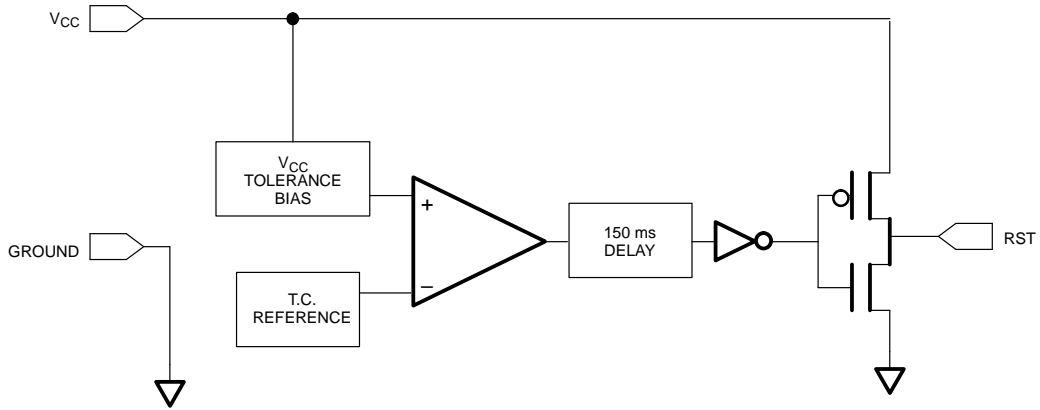 VCC
VCC
TOLERANCE
BIAS
+
150 ms
DELAY
RST
GROUND
–
T.C.
REFERENCE